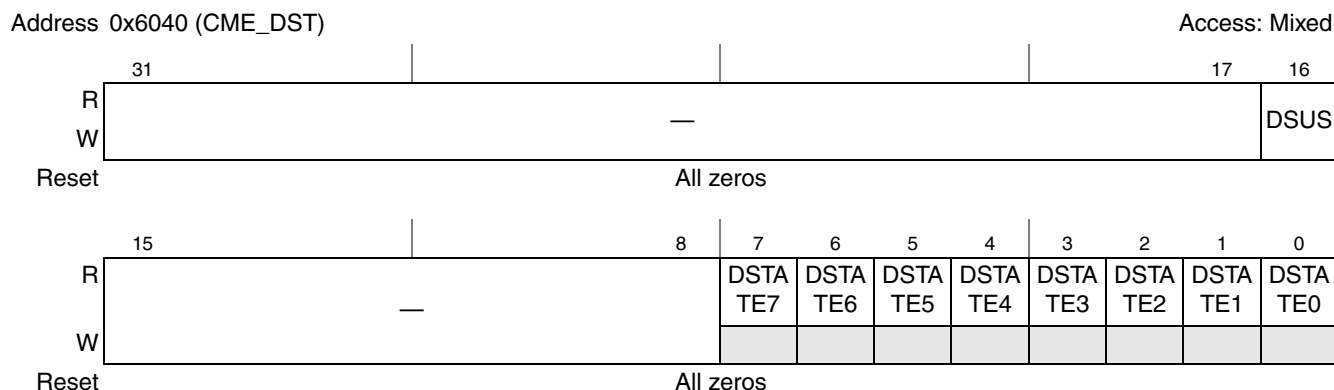 Address 0x6040 (CME_DST) Access: Mixed
31 17 16
R
W
— DSUS
Reset All zeros
15 8 7 6 5 4 3 2 1 0
R DSTA DSTA DSTA DSTA DSTA DSTA DSTA DSTA
TE7 TE6 TE5 TE4 TE3 TE2 TE1 TE0
—
W
Reset All zeros